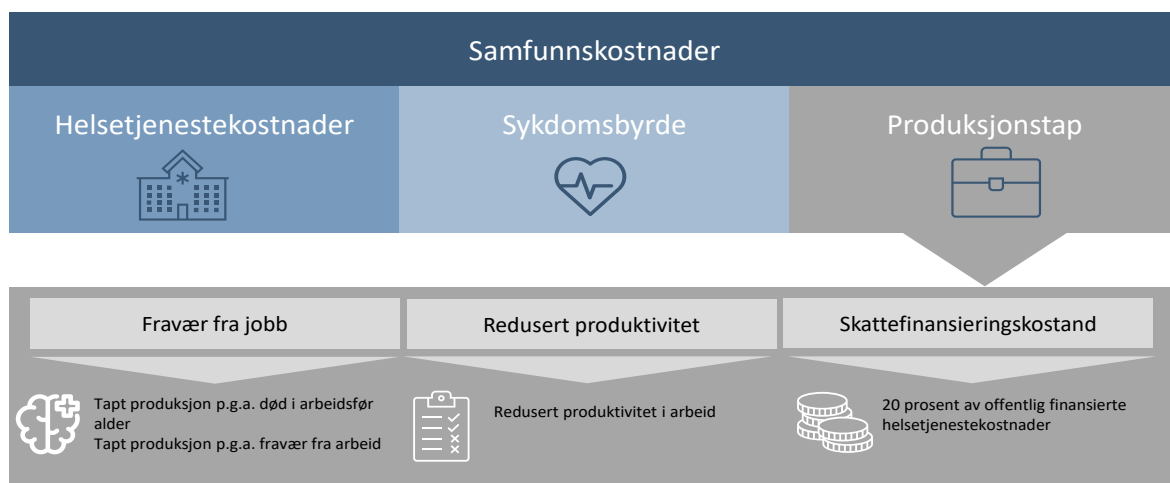 Samfunnskostnader
Helsetjenestekostnader
Sykdomsbyrde
Produksjonstap
Fravær fra jobb
Redusert produktivitet
Skattefinansieringskostand
Tapt produksjon p.g.a. død i arbeidsfør
alder
Tapt produksjon p.g.a. fravær fra arbeid
Redusert produktivitet i arbeid
20 prosent av offentlig finansierte
helsetjenestekostnader